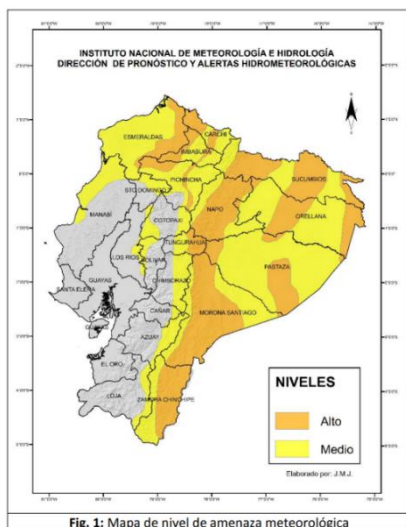 INSTITUTO NACIONAL DE METEOROLOGÍA E HIDROLOGÍA
DIRECCIÓN DE PRONÓSTICO Y ALERTAS HIDROMETEOROLÓGICAS
ESMERALDAS
CARCHI
IMBABURA
SUCUMBIOS
PICHINCHA
STO DOMINGO
NAPO
ORELLANA
MANABÍ
COTOPAXI
TUNGURAHUA
LOS RIOS
BOLIVAR
PASTAZA
CHIMBORAZO
GUAYAS
SANTA ELENA
MORONA SANTIAGO
CAÑAR
GUAYAS
AZUAY
EL ORO
LOJA
ZAMORA CHINCHIPE
NIVELES
Alto
Medio
Elaborado por: J.M.J.
Fig. 1: Mapa de nivel de amenaza meteorológica